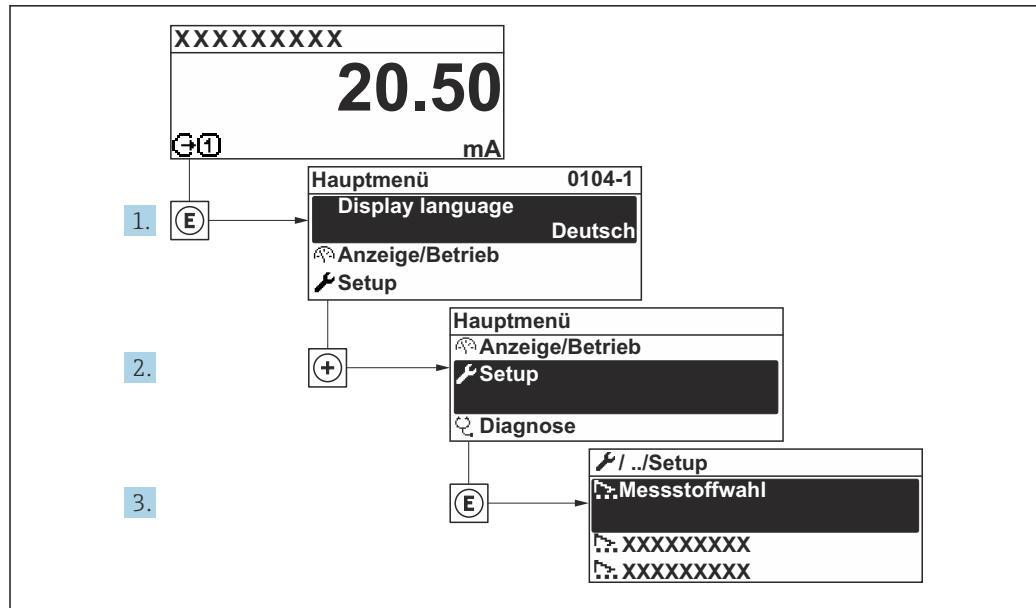 XXXXXXXXX
20.50
1 mA
1. E
Hauptmenü 0104-1
Display language
Deutsch
Anzeige/Betrieb
Setup
2. +
Hauptmenü
Anzeige/Betrieb
Setup
Diagnose
3. E
/ ../Setup
Messstoffwahl
XXXXXXXXX
XXXXXXXXX